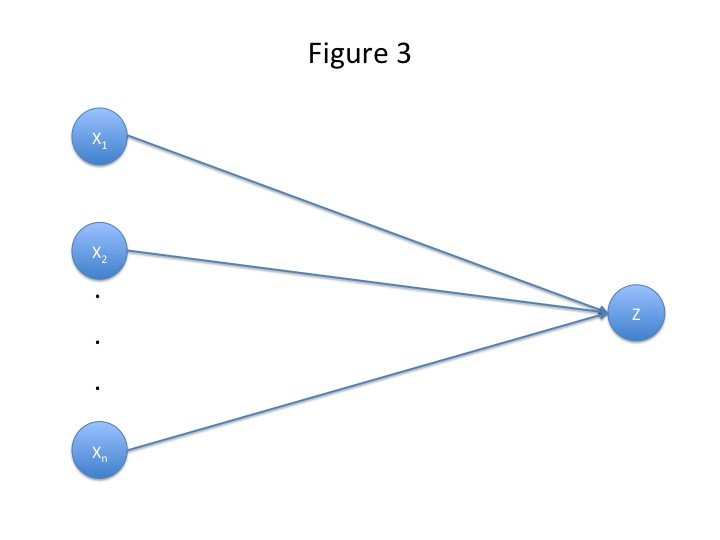 Figure 3
X1
X2
.
.
.
Xn
Z